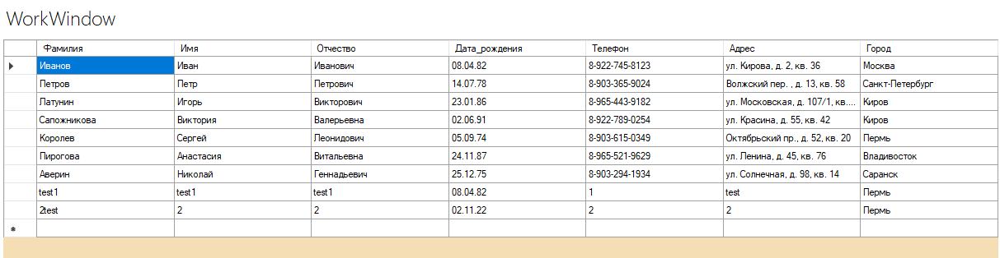 WorkWindow
Фамилия Имя Отчество Дата_рождения Телефон Адрес Город
Иванов Иван Иванович 08.04.82 8-922-745-8123 ул. Кирова, д. 2, кв. 36 Москва
Петров Петр Петрович 14.07.78 8-903-365-9024 Волжский пер. , д. 13, кв. 58 Санкт-Петербург
Латунин Игорь Викторович 23.01.86 8-965-443-9182 ул. Московская, д. 107/1, кв.... Киров
Сапожникова Виктория Валерьевна 02.06.91 8-922-789-0254 ул. Красина, д. 55, кв. 42 Киров
Королев Сергей Леонидович 05.09.74 8-903-615-0349 Октябрьский пр., д. 52, кв. 20 Пермь
Пирогова Анастасия Витальевна 24.11.87 8-965-521-9629 ул. Ленина, д. 45, кв. 76 Владивосток
Аверин Николай Геннадьевич 25.12.75 8-903-294-1934 ул. Солнечная, д. 98, кв. 14 Саранск
test1 test1 test1 08.04.82 1 test Пермь
2test 2 2 02.11.22 2 2 Пермь